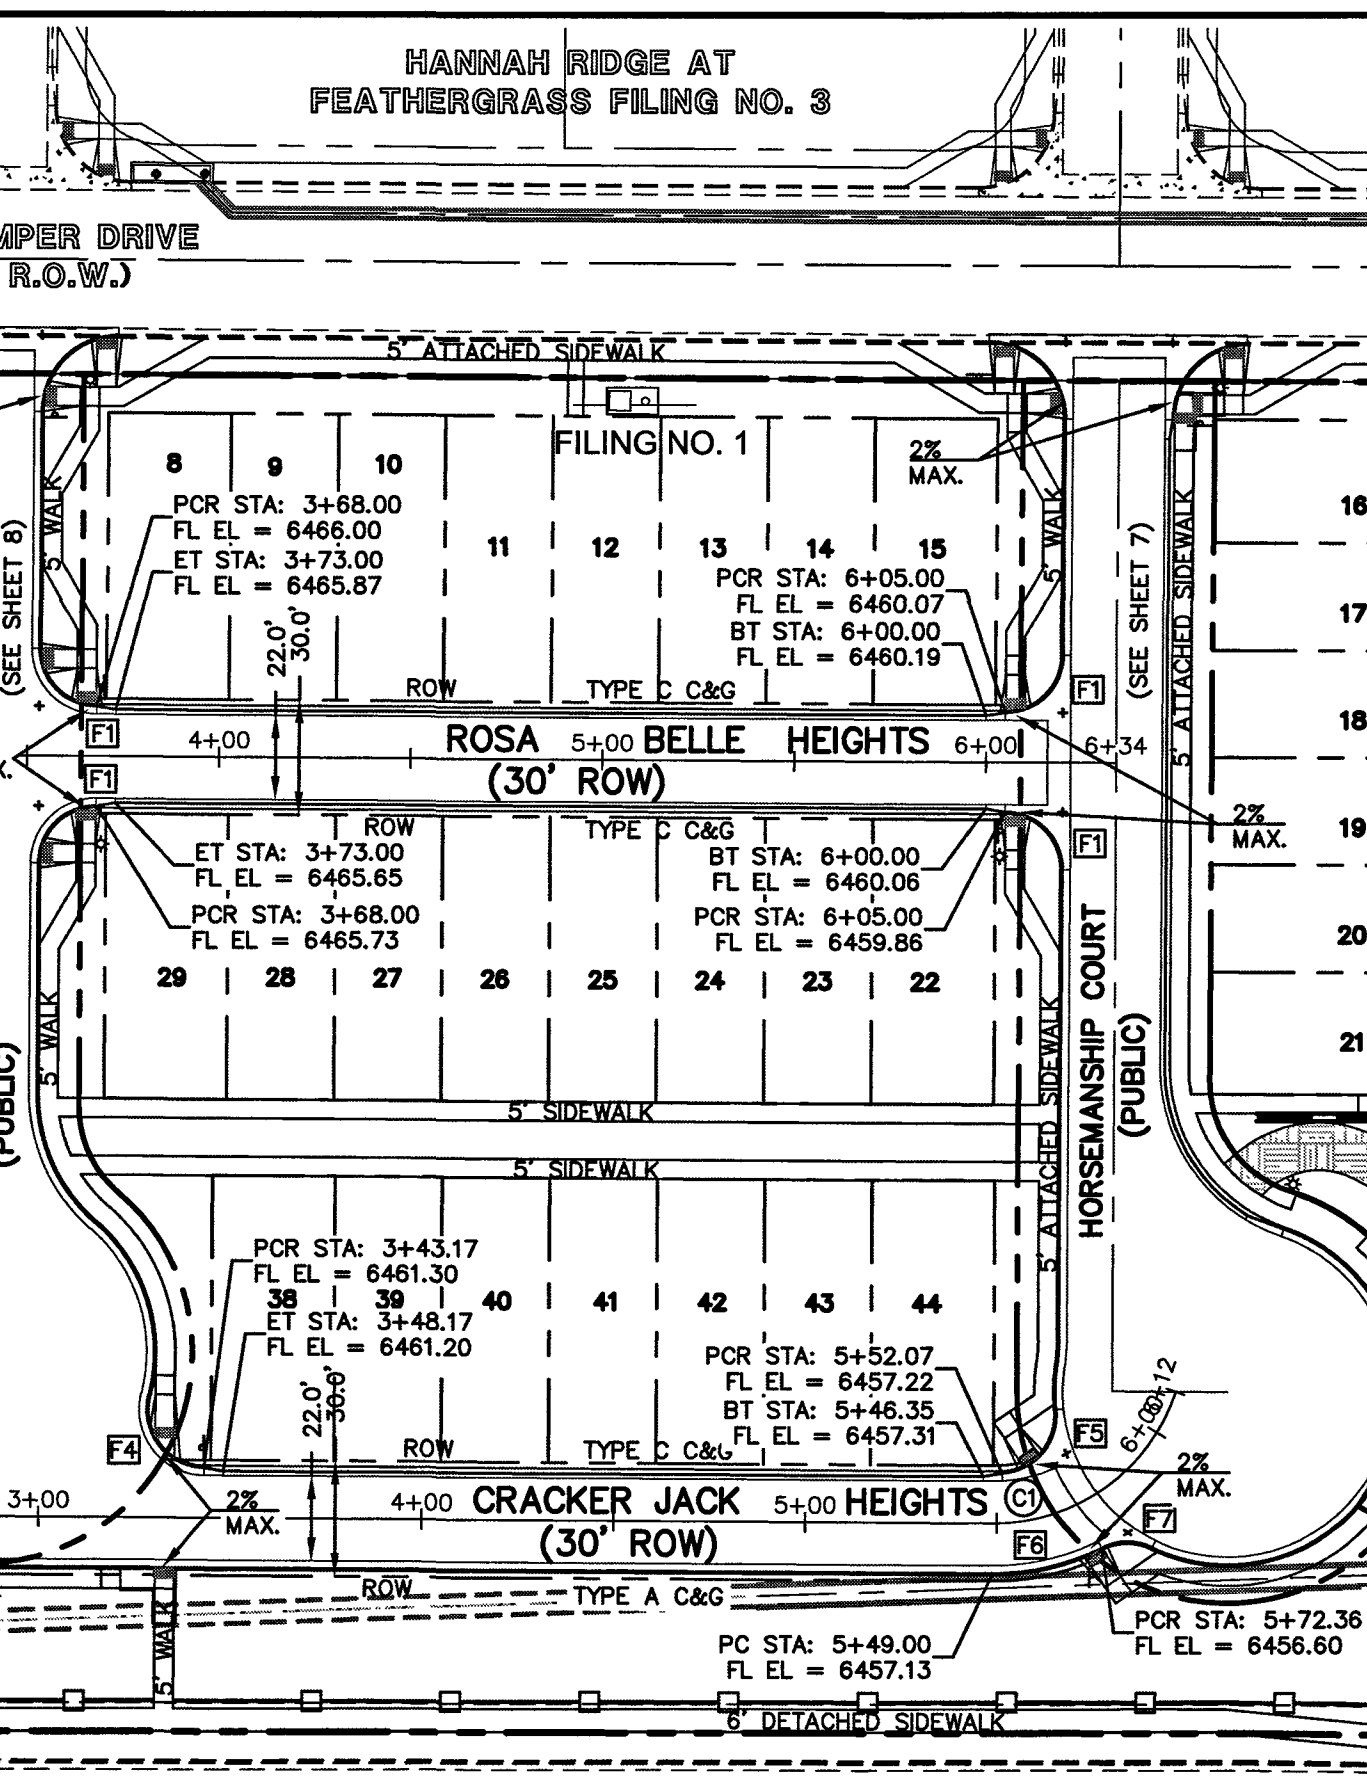 HANNAH RIDGE AT
FEATHERGRASS FILING NO. 3
MPER DRIVE
R.O.W.)
5' ATTACHED SIDEWALK
FILING NO. 1
2%
MAX.
8
9
10
11
12
13
14
15
16
17
18
19
20
21
PCR STA: 3+68.00
FL EL = 6466.00
ET STA: 3+73.00
FL EL = 6465.87
PCR STA: 6+05.00
FL EL = 6460.07
BT STA: 6+00.00
FL EL = 6460.19
5' WALK
(SEE SHEET 8)
5' WALK
(SEE SHEET 7)
5' ATTACHED SIDEWALK
22.0'
30.0'
ROW
TYPE C C&G
F1
F1
4+00
ROSA
5+00
BELLE
HEIGHTS
6+00
6+34
(30' ROW)
F1
ROW
TYPE C C&G
F1
2%
MAX.
ET STA: 3+73.00
FL EL = 6465.65
PCR STA: 3+68.00
FL EL = 6465.73
BT STA: 6+00.00
FL EL = 6460.06
PCR STA: 6+05.00
FL EL = 6459.86
29
28
27
26
25
24
23
22
5' WALK
(PUBLIC)
HORSEMANSHIP COURT
(PUBLIC)
5' ATTACHED SIDEWALK
5' SIDEWALK
5' SIDEWALK
PCR STA: 3+43.17
FL EL = 6461.30
38
39
40
41
42
43
44
ET STA: 3+48.17
FL EL = 6461.20
PCR STA: 5+52.07
FL EL = 6457.22
BT STA: 5+46.35
FL EL = 6457.31
22.0'
30.0'
F4
ROW
TYPE C C&G
F5
2%
MAX.
3+00
2%
MAX.
4+00
CRACKER JACK
5+00
HEIGHTS
C1
(30' ROW)
F6
F7
ROW
TYPE A C&G
5' WALK
PC STA: 5+49.00
FL EL = 6457.13
PCR STA: 5+72.36
FL EL = 6456.60
6' DETACHED SIDEWALK